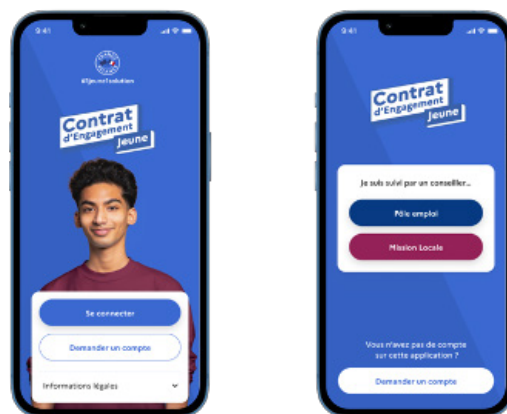 9:41
#1jeune1solution
Contrat
d'Engagement
Jeune
Se connecter
Demander un compte
Informations légales
9:41
Contrat
d'Engagement
Jeune
Je suis suivi par un conseiller...
Pôle emploi
Mission Locale
Vous n'avez pas de compte
sur cette application ?
Demander un compte